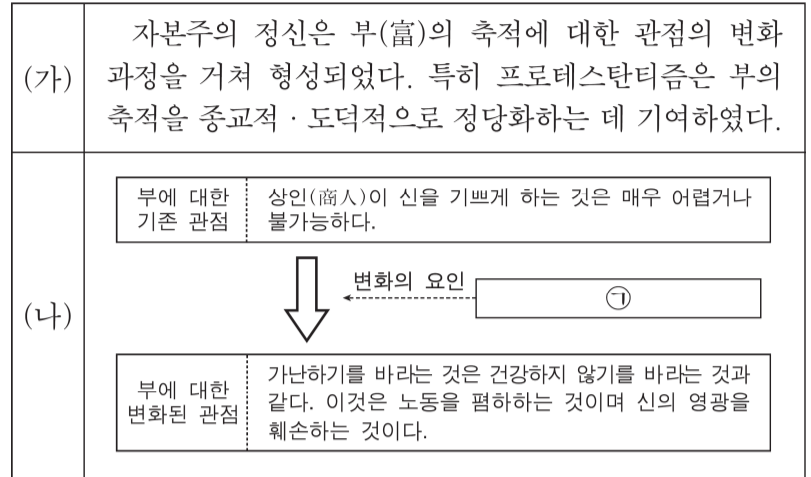 (가)
자본주의 정신은 부(富)의 축적에 대한 관점의 변화
과정을 거쳐 형성되었다. 특히 프로테스탄티즘은 부의
축적을 종교적 · 도덕적으로 정당화하는 데 기여하였다.
(나)
부에 대한
기존 관점
상인(商人)이 신을 기쁘게 하는 것은 매우 어렵거나
불가능하다.
변화의 요인
㉠
부에 대한
변화된 관점
가난하기를 바라는 것은 건강하지 않기를 바라는 것과
같다. 이것은 노동을 폄하하는 것이며 신의 영광을
훼손하는 것이다.